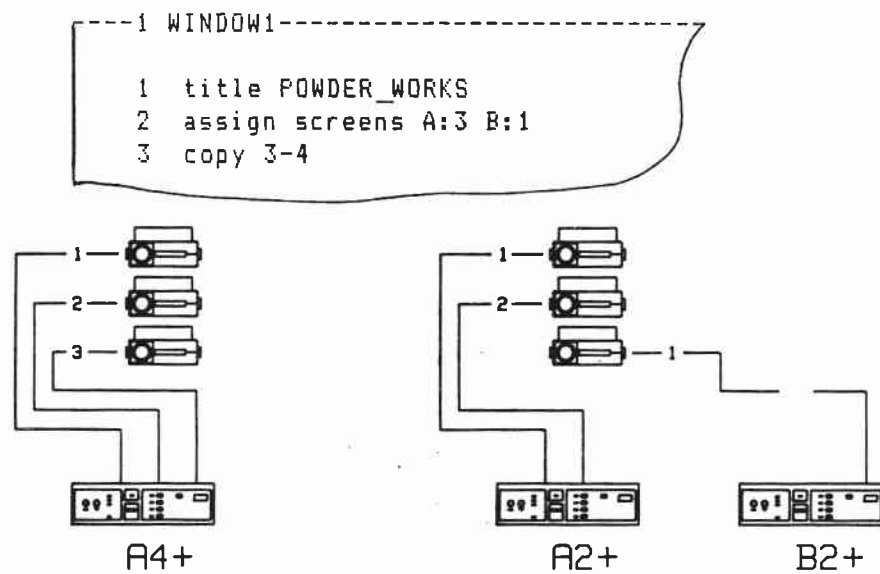 1 WINDOW1
1 title POWDER_WORKS
2 assign screens A:3 B:1
3 copy 3-4
1 1
2 2
3 1
A4+ A2+ B2+